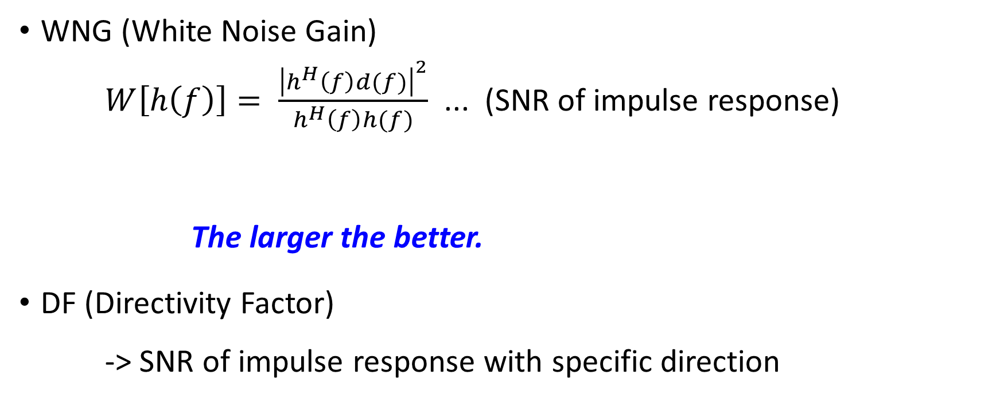 • WNG (White Noise Gain)
W[h(f)] = |h^H(f)d(f)|^2 / h^H(f)h(f) ... (SNR of impulse response)
The larger the better.
• DF (Directivity Factor)
-> SNR of impulse response with specific direction